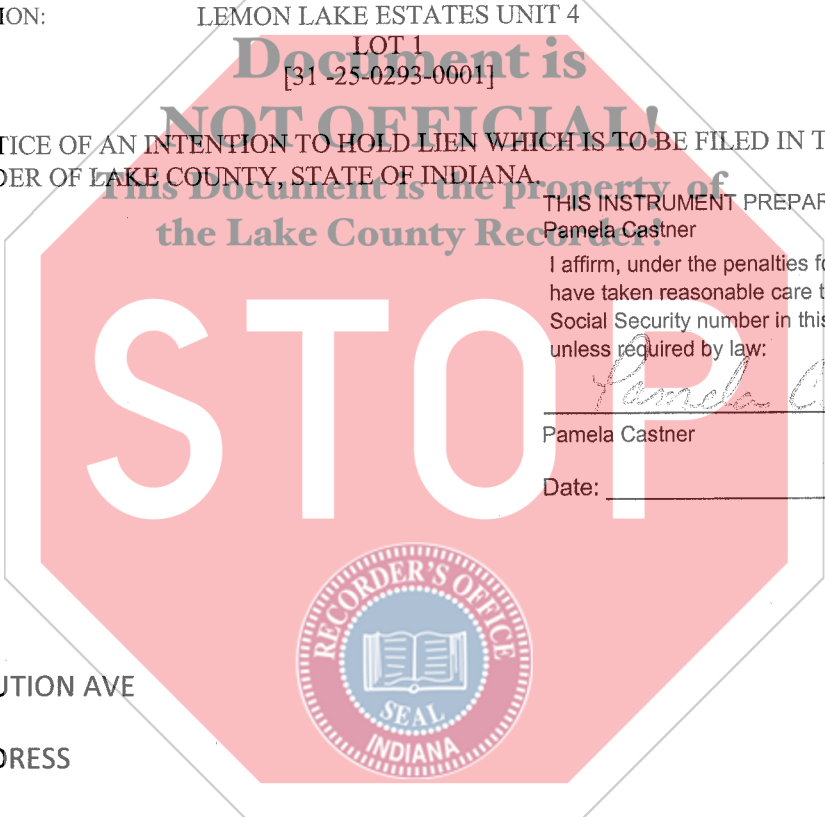 ION: LEMON LAKE ESTATES UNIT 4
LOT 1
[31 -25-0293-0001]
Document is
NOT OFFICIAL!
This Document is the property of
the Lake County Recorder!
TICE OF AN INTENTION TO HOLD LIEN WHICH IS TO BE FILED IN T
DER OF LAKE COUNTY, STATE OF INDIANA.
THIS INSTRUMENT PREPAR
Pamela Castner
I affirm, under the penalties fo
have taken reasonable care t
Social Security number in this
unless required by law:
Pamela C
Pamela Castner
Date:
STOP
RECORDER'S OFFICE
SEAL
INDIANA
UTION AVE
DRESS